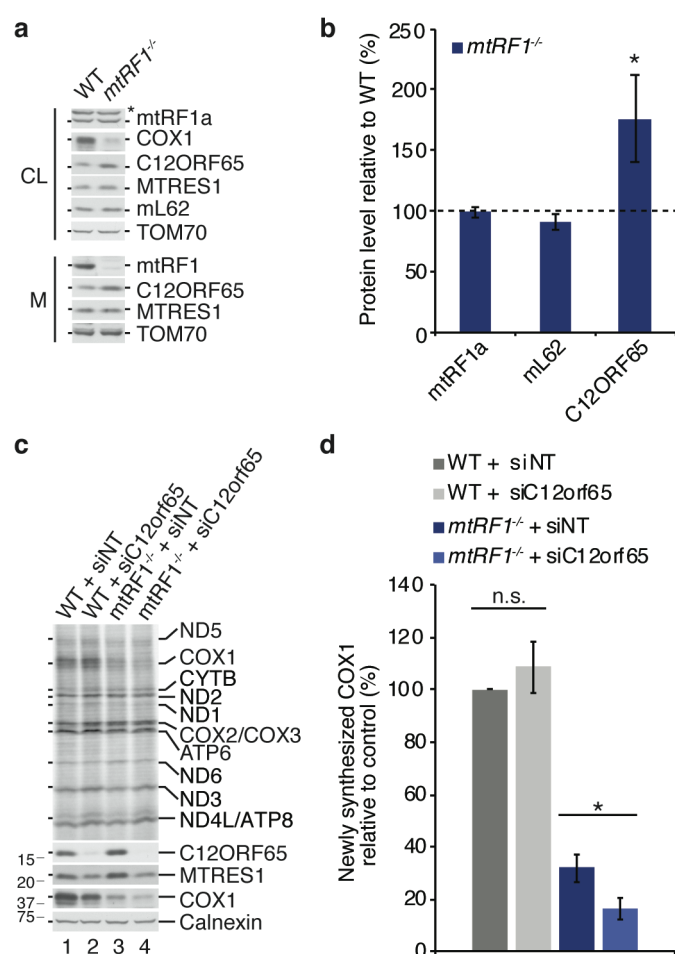 a
WT
mtRF1-/-
*
mtRF1a
COX1
C12ORF65
MTRES1
mL62
TOM70
CL
mtRF1
C12ORF65
MTRES1
TOM70
M
b
mtRF1-/-
Protein level relative to WT (%)
250
200
150
100
50
0
*
mtRF1a
mL62
C12ORF65
c
WT + siNT
WT + siC12orf65
mtRF1-/- + siNT
mtRF1-/- + siC12orf65
ND5
COX1
CYTB
ND2
ND1
COX2/COX3
ATP6
ND6
ND3
ND4L/ATP8
15 C12ORF65
20 MTRES1
37 COX1
75 Calnexin
1 2 3 4
d
WT + siNT
WT + siC12orf65
mtRF1-/- + siNT
mtRF1-/- + siC12orf65
Newly synthesized COX1
relative to control (%)
140
120
100
80
60
40
20
0
n.s.
*